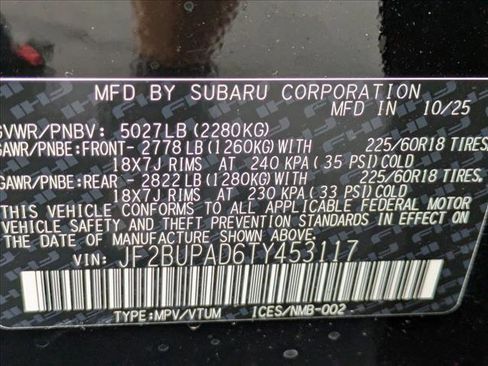 MFD BY SUBARU CORPORATION
MFD IN 10/25
GVWR/PNBV: 5027LB (2280KG)
GAWR/PNBE:FRONT- 2778 LB (1260KG) WITH 225/60R18 TIRES,
18X7J RIMS AT 240 KPA (35 PSI) COLD
GAWR/PNBE:REAR - 2822 LB (1280KG) WITH 225/60R18 TIRES,
18X7J RIMS AT 230 KPA (33 PSI) COLD
THIS VEHICLE CONFORMS TO ALL APPLICABLE FEDERAL MOTOR
VEHICLE SAFETY AND THEFT PREVENTION STANDARDS IN EFFECT
ON THE DATE OF MANUFACTURE SHOWN ABOVE.
VIN: JF2BUPAD6TY453117
TYPE:MPV/VTUM ICES/NMB-002